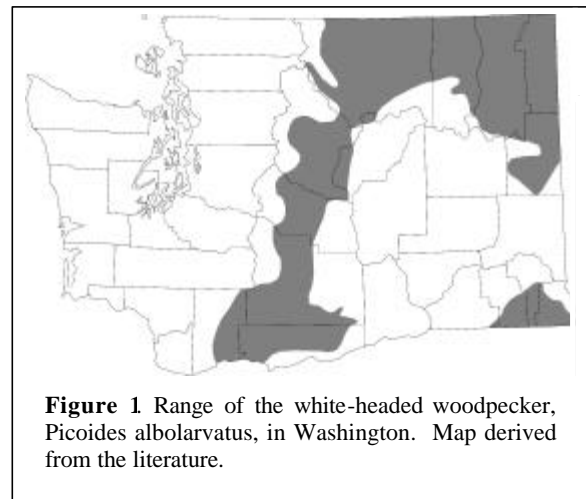 Figure 1. Range of the white-headed woodpecker,
Picoides albolarvatus, in Washington. Map derived
from the literature.